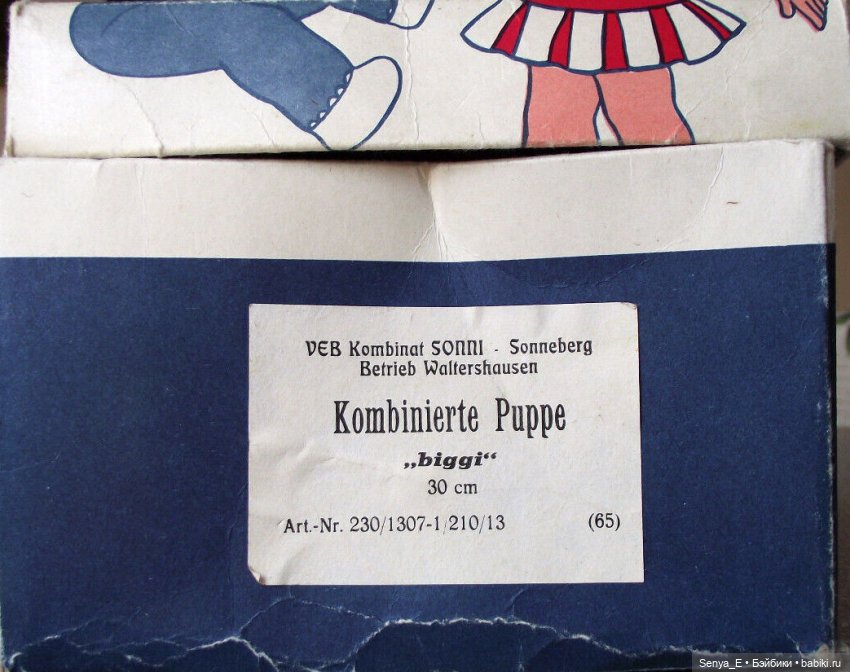 VEB Kombinat SONNI - Sonneberg
Betrieb Waltershausen
Kombinierte Puppe
„biggi“
30 cm
Art.-Nr. 230/1307-1/210/13 (65)
Senya_E • Бэйбики • babiki.ru